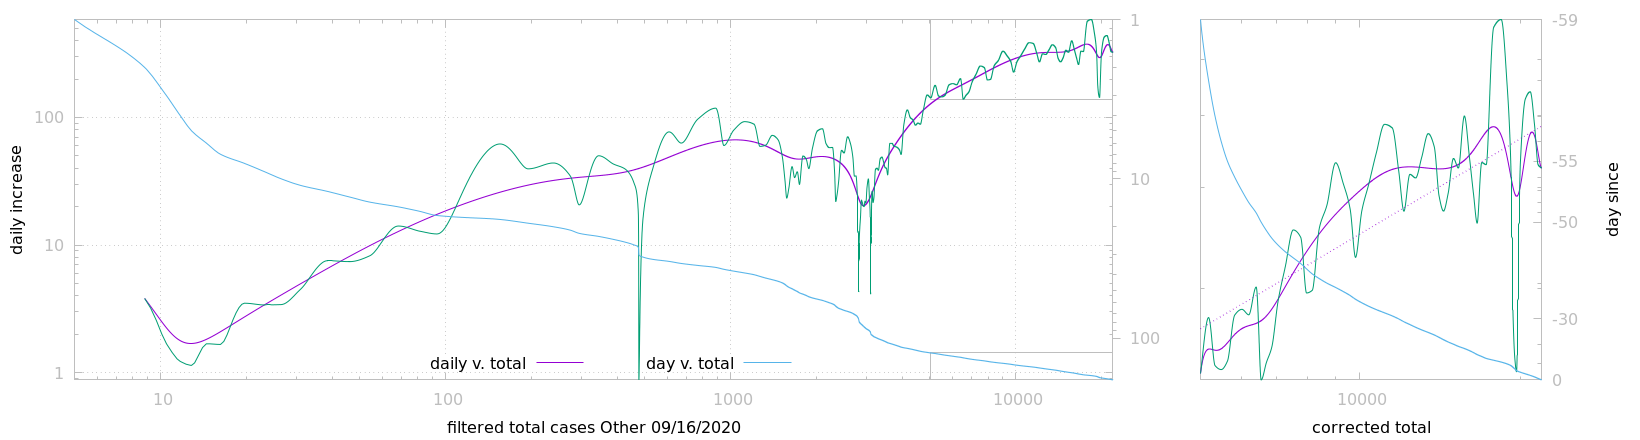 1
-59
100
-55
10
-50
10
-30
100
1
0
daily increase
day since
daily v. total
day v. total
10
100
1000
10000
10000
filtered total cases Other 09/16/2020
corrected total